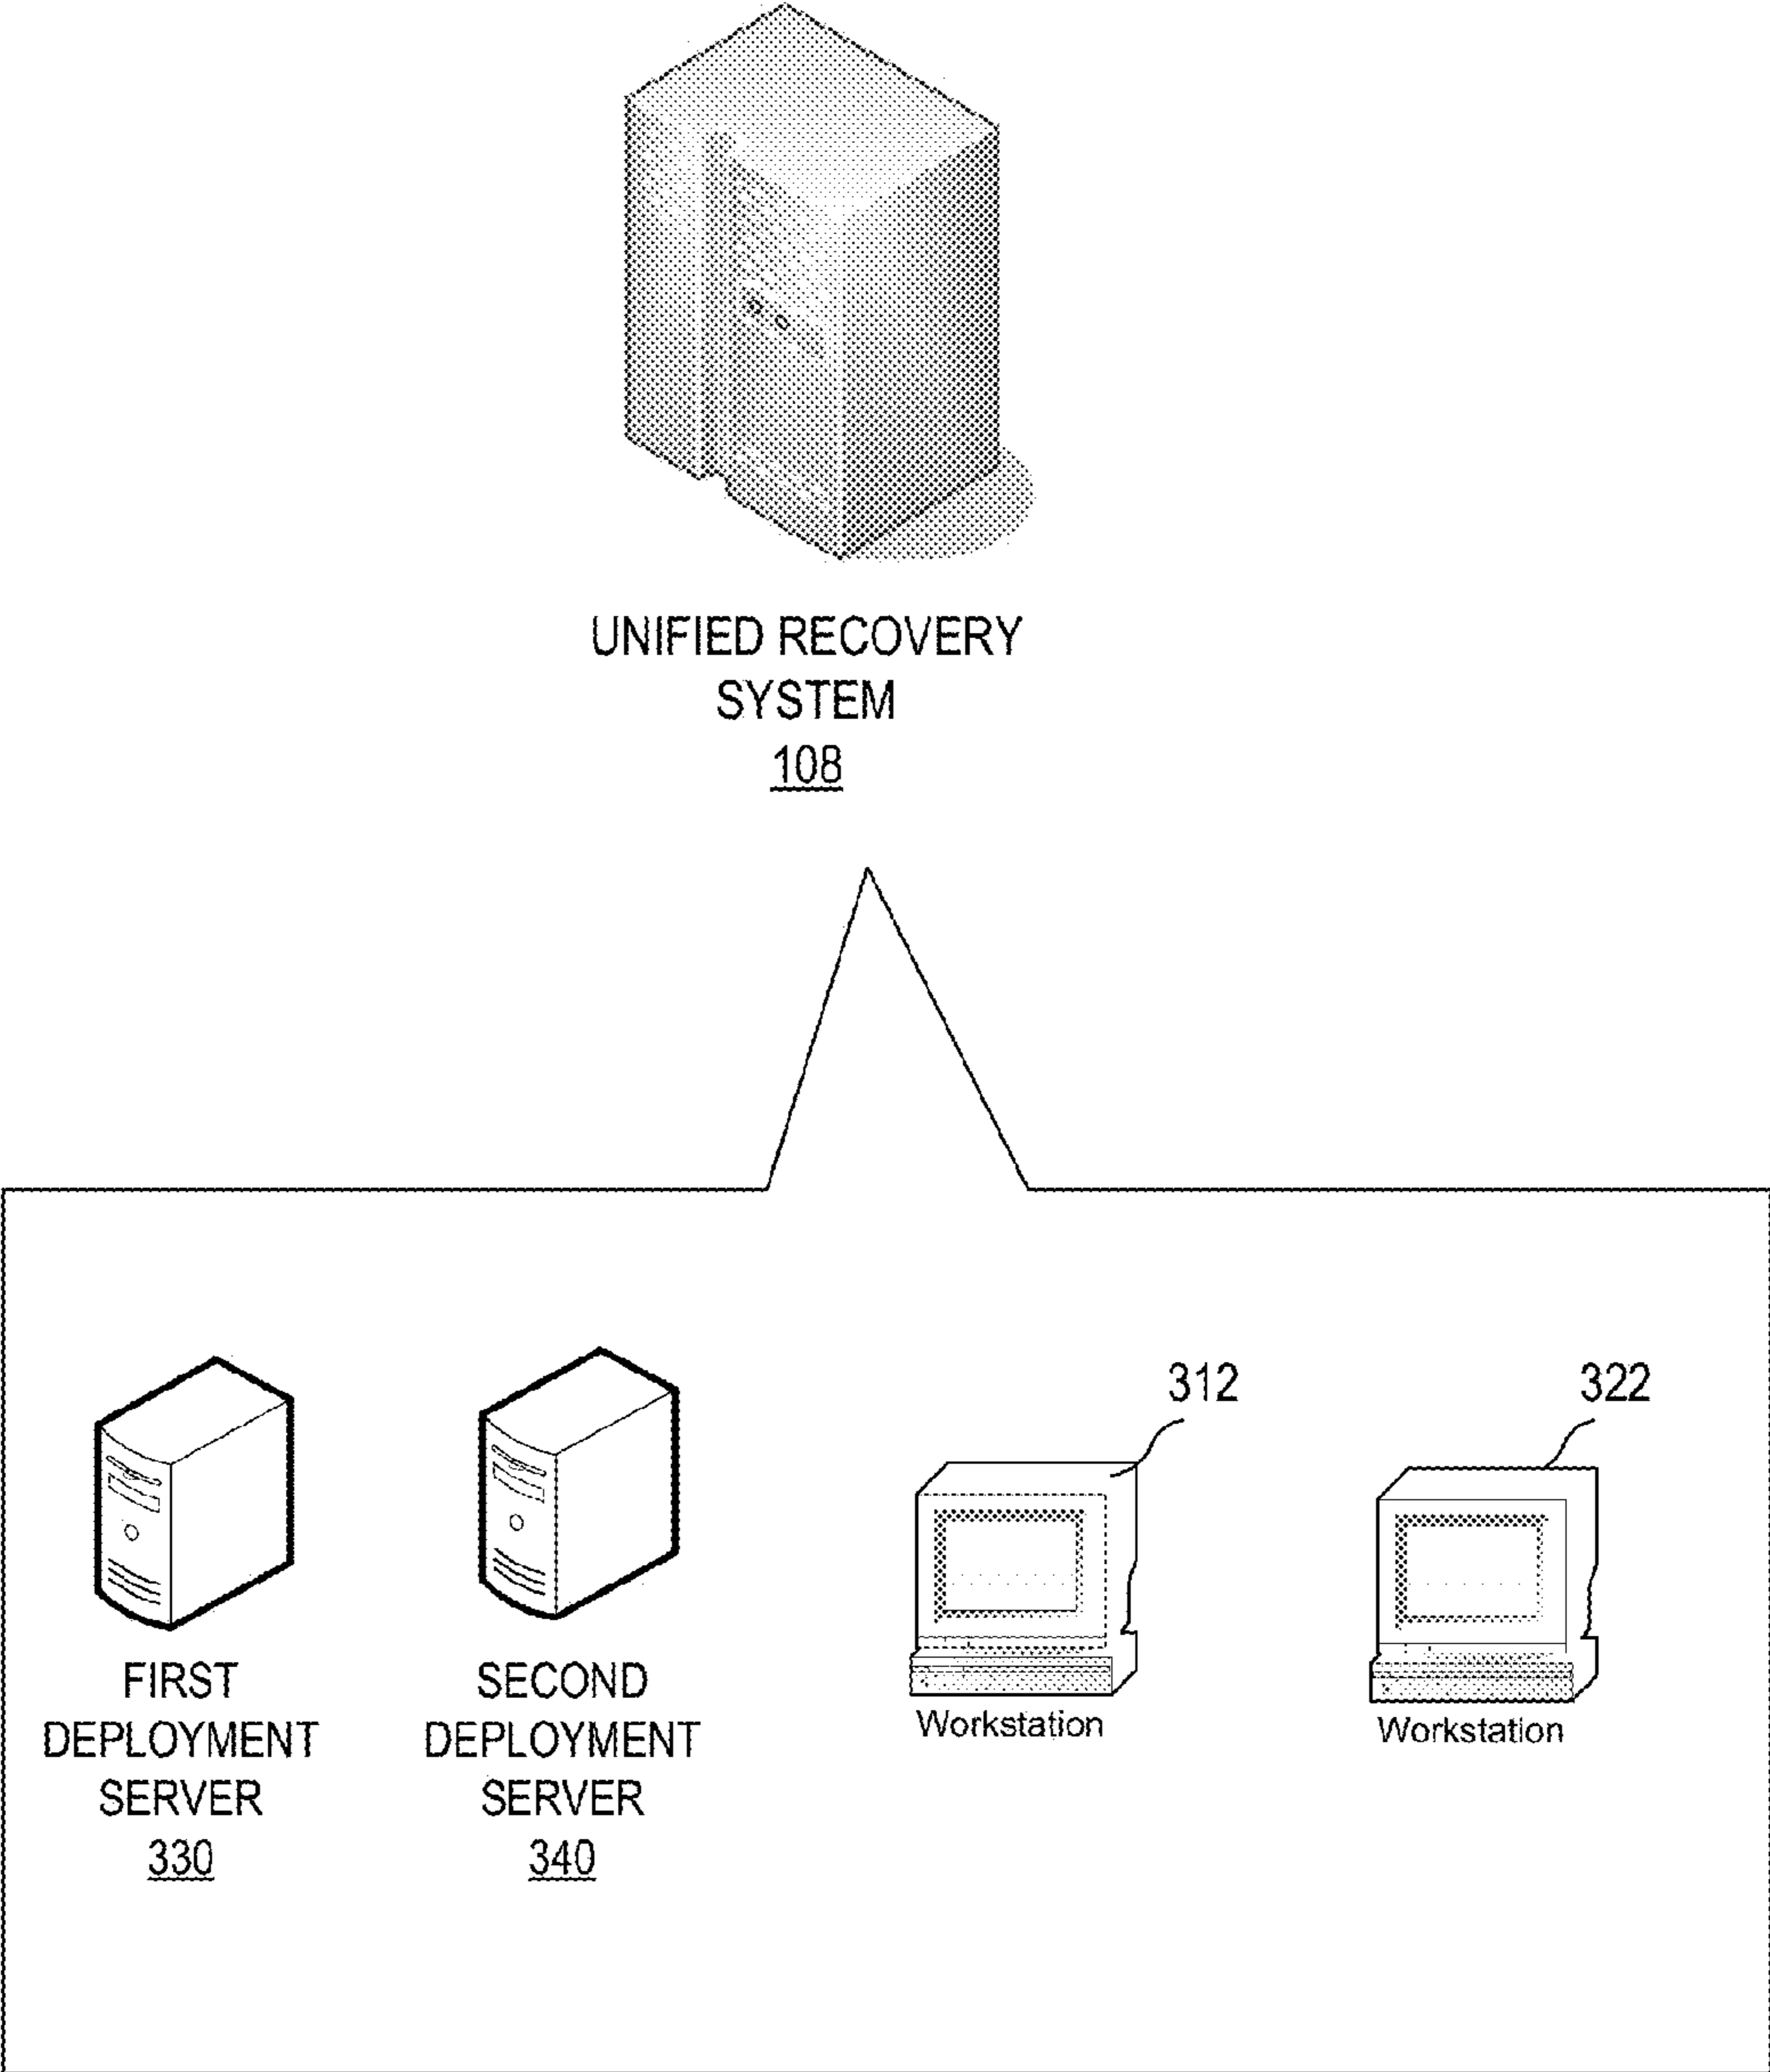 UNIFIED RECOVERY
SYSTEM
108
312
322
FIRST
DEPLOYMENT
SERVER
330
SECOND
DEPLOYMENT
SERVER
340
Workstation
Workstation